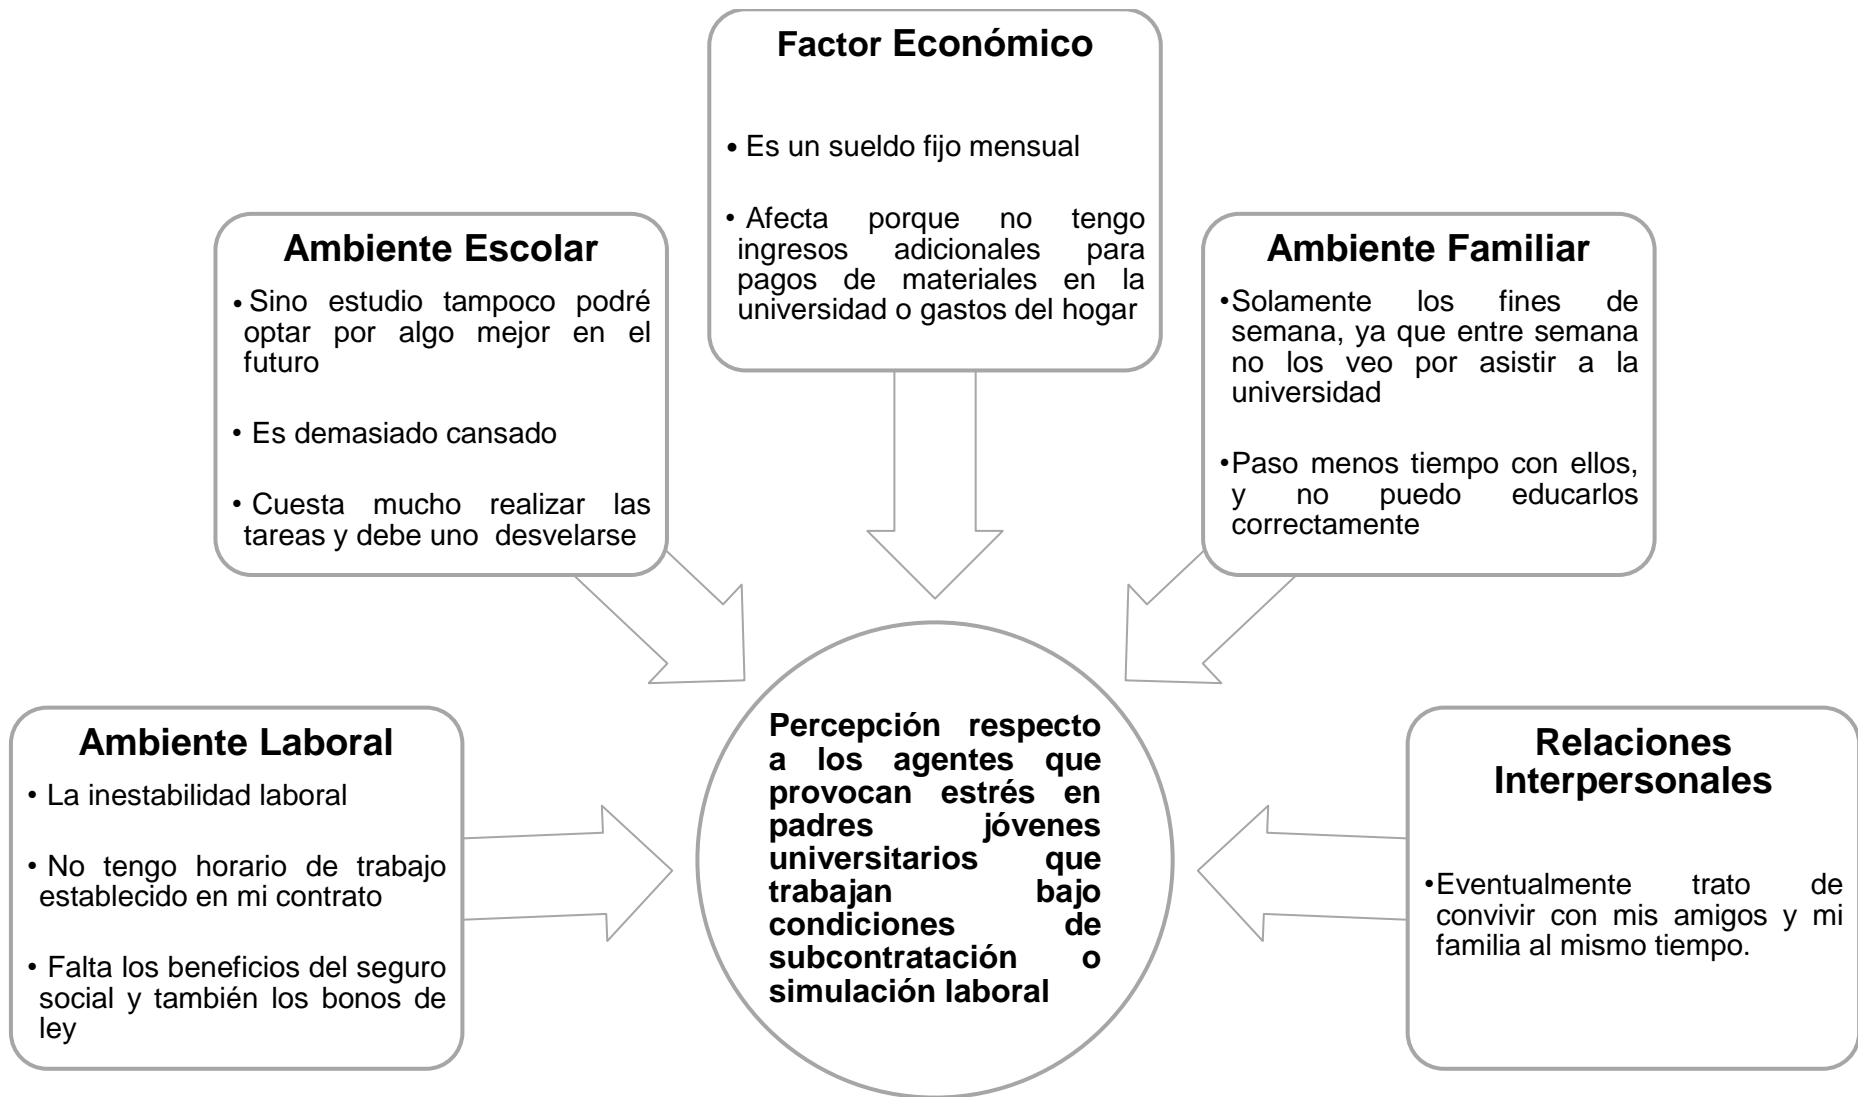 Factor Económico
• Es un sueldo fijo mensual
• Afecta porque no tengo
ingresos adicionales para
pagos de materiales en la
universidad o gastos del hogar
Ambiente Escolar
• Sino estudio tampoco podré
optar por algo mejor en el
futuro
• Es demasiado cansado
• Cuesta mucho realizar las
tareas y debe uno desvelarse
Ambiente Familiar
•Solamente los fines de
semana, ya que entre semana
no los veo por asistir a la
universidad
•Paso menos tiempo con ellos,
y no puedo educarlos
correctamente
Ambiente Laboral
• La inestabilidad laboral
• No tengo horario de trabajo
establecido en mi contrato
• Falta los beneficios del seguro
social y también los bonos de
ley
Percepción respecto
a los agentes que
provocan estrés en
padres jóvenes
universitarios que
trabajan bajo
condiciones de
subcontratación o
simulación laboral
Relaciones
Interpersonales
•Eventualmente trato de
convivir con mis amigos y mi
familia al mismo tiempo.